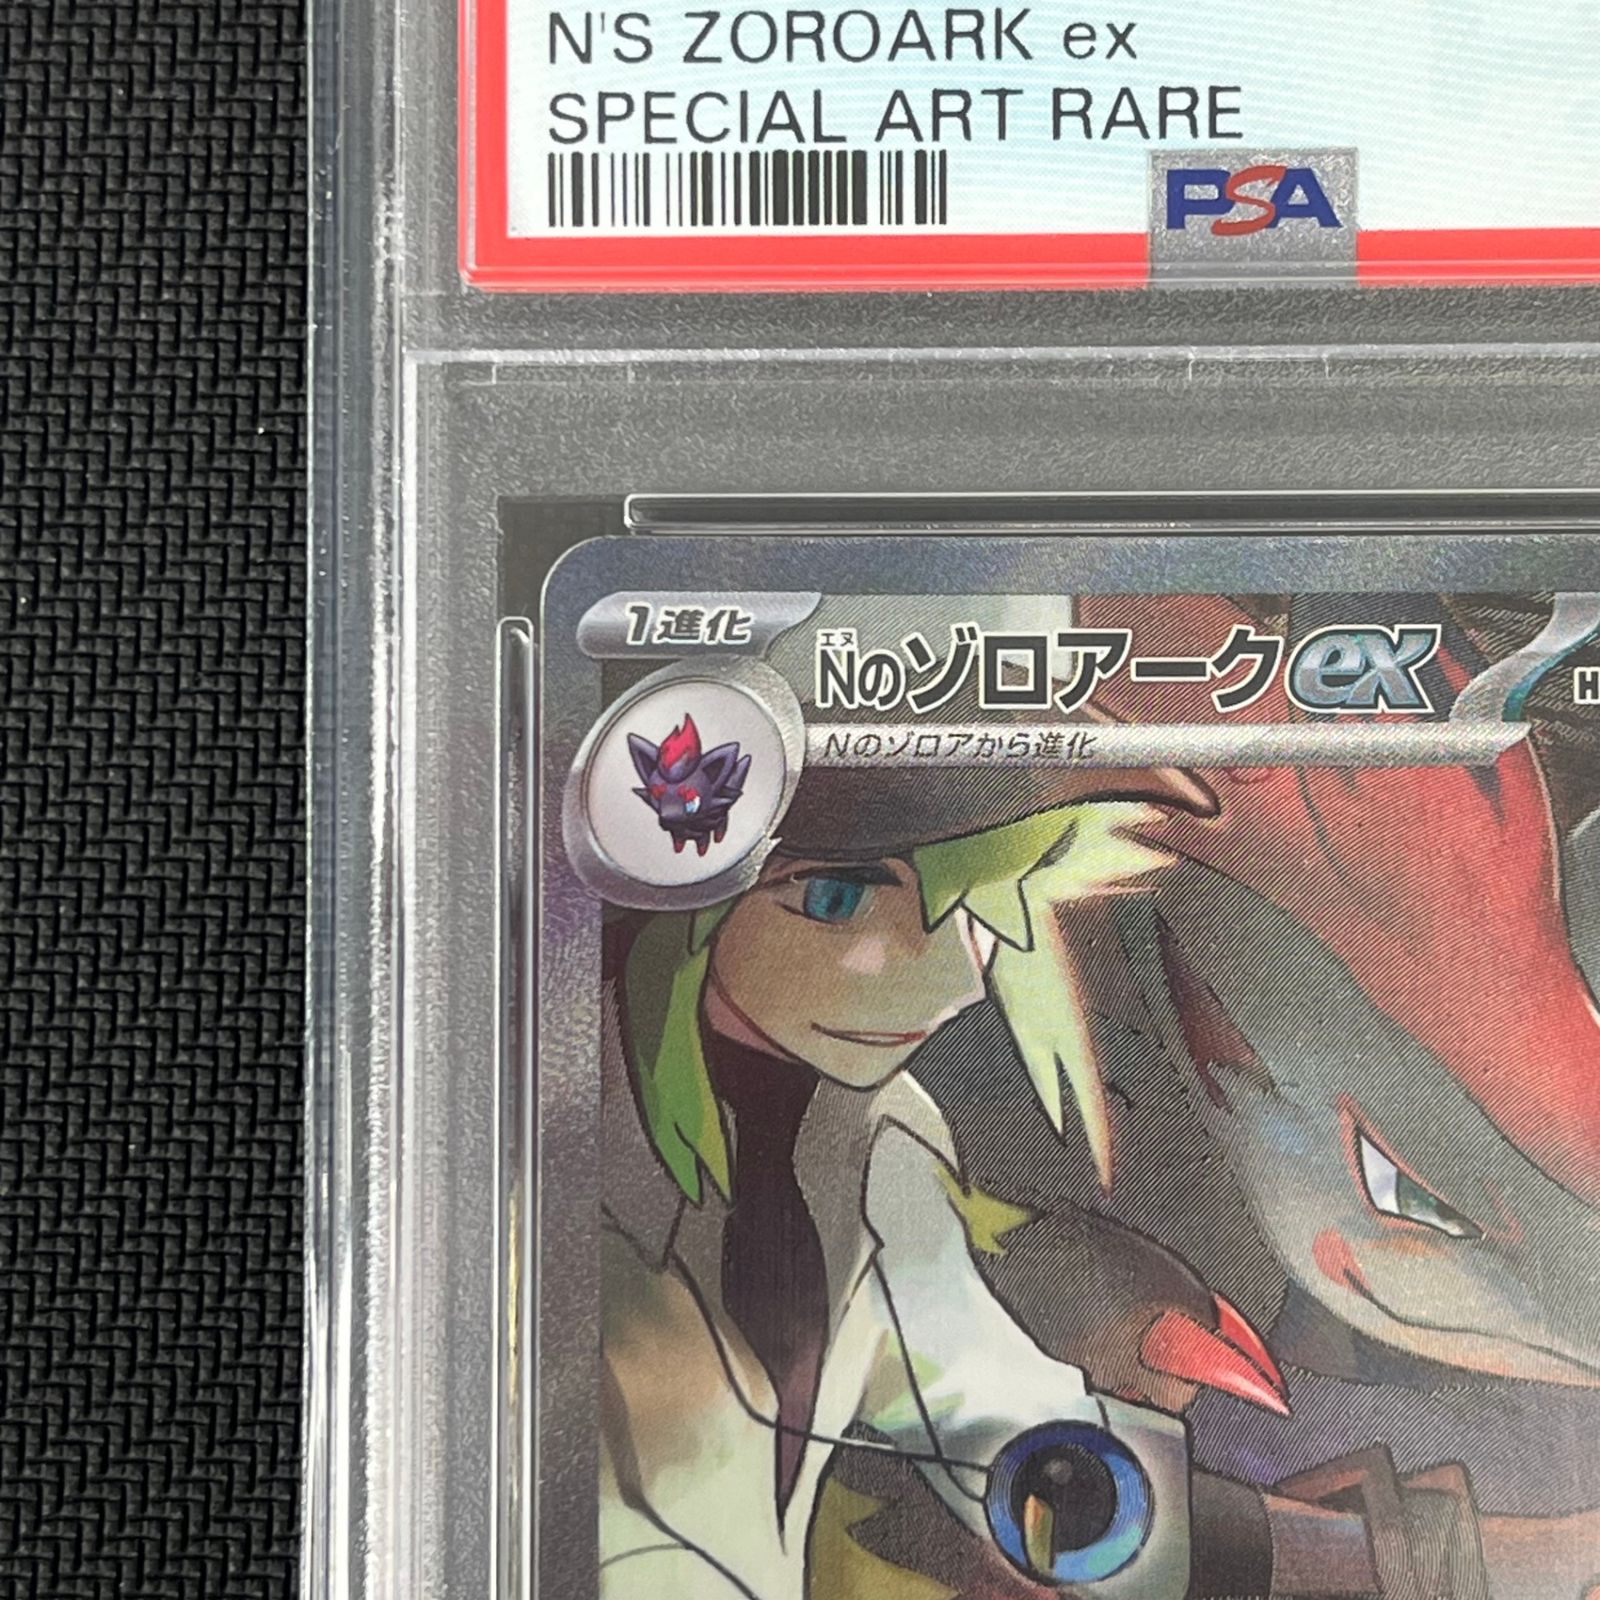 N'S ZOROARK ex
SPECIAL ART RARE
PSA
1進化
エヌ
Nのゾロアークex
H
Nのゾロアから進化